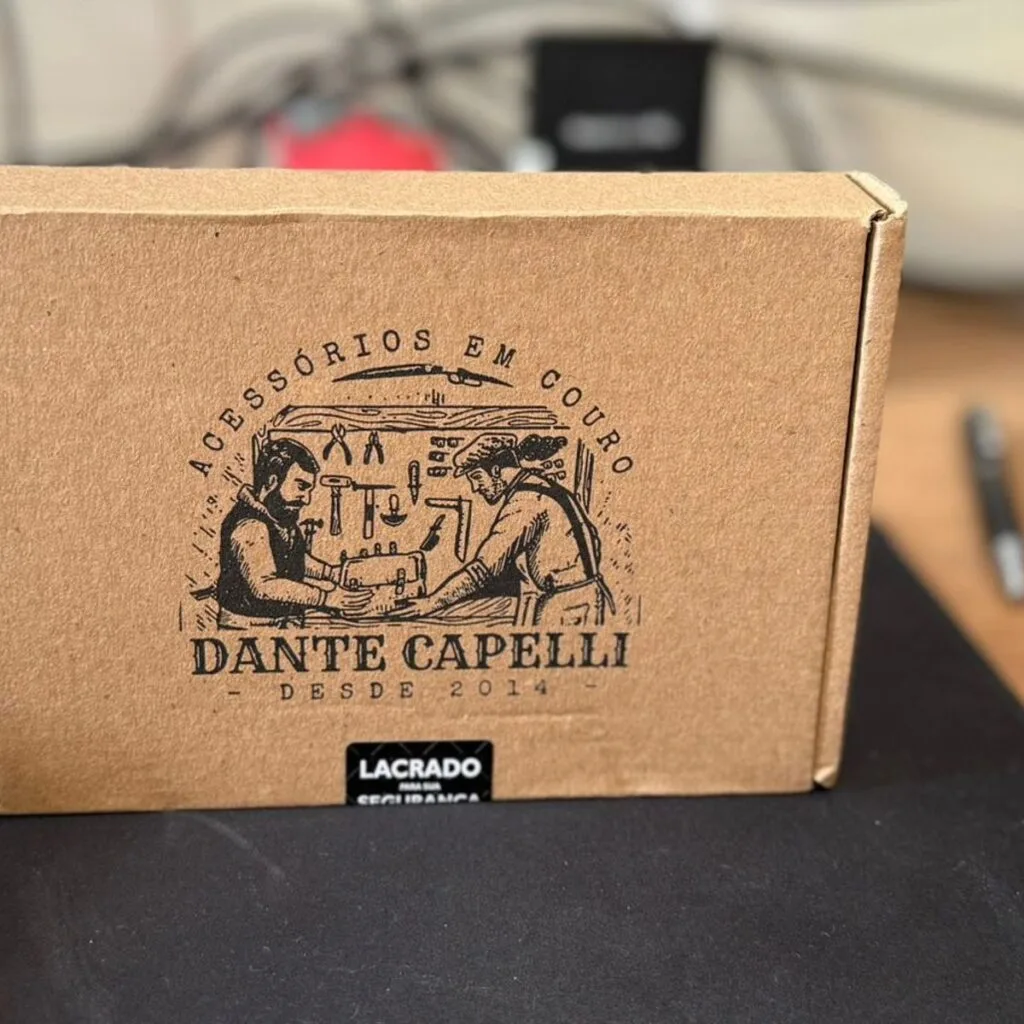 ACESSÓRIOS EM COURO
DANTE CAPELLI
- DESDE 2014 -
LACRADO
PARA SUA
SEGURANÇA